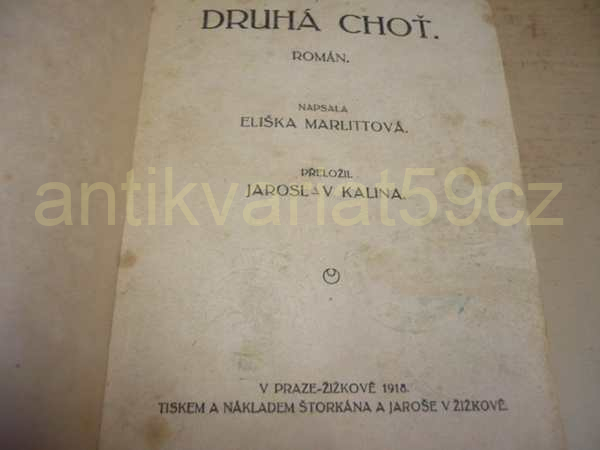 DRUHÁ CHOŤ.
ROMÁN.
NAPSALA
ELIŠKA MARLITTOVÁ.
PŘELOŽIL
JAROSLAV KALINA.
antikvariat59cz
V PRAZE-ŽIŽKOVĚ 1918.
TISKEM A NÁKLADEM ŠTORKÁNA A JAROŠE V ŽIŽKOVĚ.